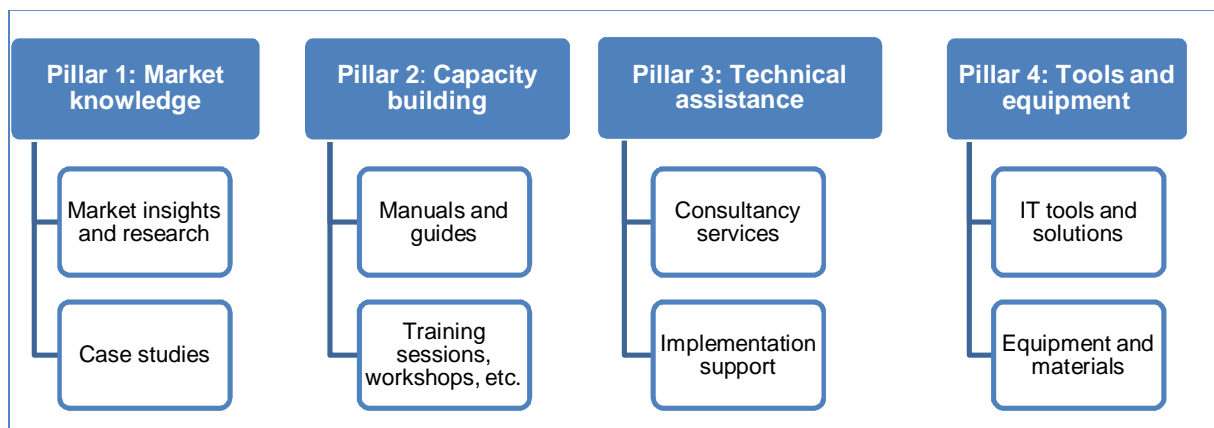 Pillar 1: Market
knowledge
Market insights
and research
Case studies
Pillar 2: Capacity
building
Manuals and
guides
Training
sessions,
workshops, etc.
Pillar 3: Technical
assistance
Consultancy
services
Implementation
support
Pillar 4: Tools and
equipment
IT tools and
solutions
Equipment and
materials